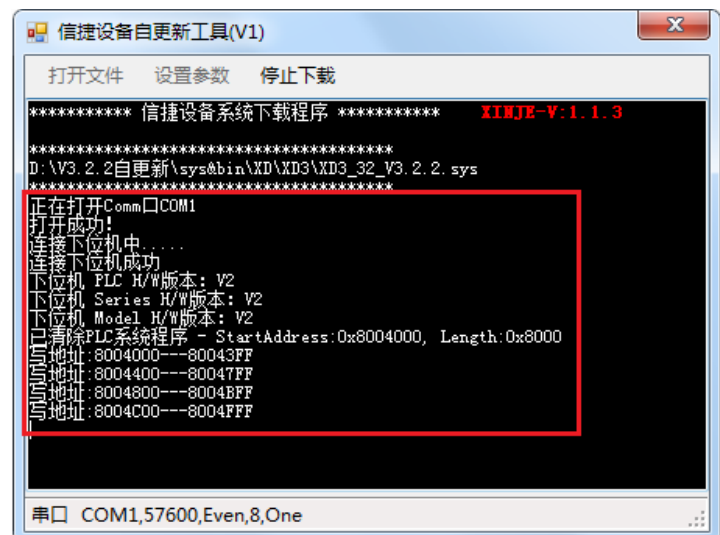 信捷设备自更新工具(V1)
打开文件 设置参数 停止下载
*********** 信捷设备系统下载程序 *********** XINJE-V:1.1.3
***************************************
D:\V3.2.2自更新\sys&bin\XD\XD3\XD3_32_V3.2.2.sys
***************************************
正在打开Comm口COM1
打开成功!
连接下位机中.....
连接下位机成功
下位机 PLC H/W版本: V2
下位机 Series H/W版本: V2
下位机 Model H/W版本: V2
已清除PLC系统程序 - StartAddress:0x8004000, Length:0x8000
写地址:8004000---80043FF
写地址:8004400---80047FF
写地址:8004800---8004BFF
写地址:8004C00---8004FFF
串口 COM1,57600,Even,8,One